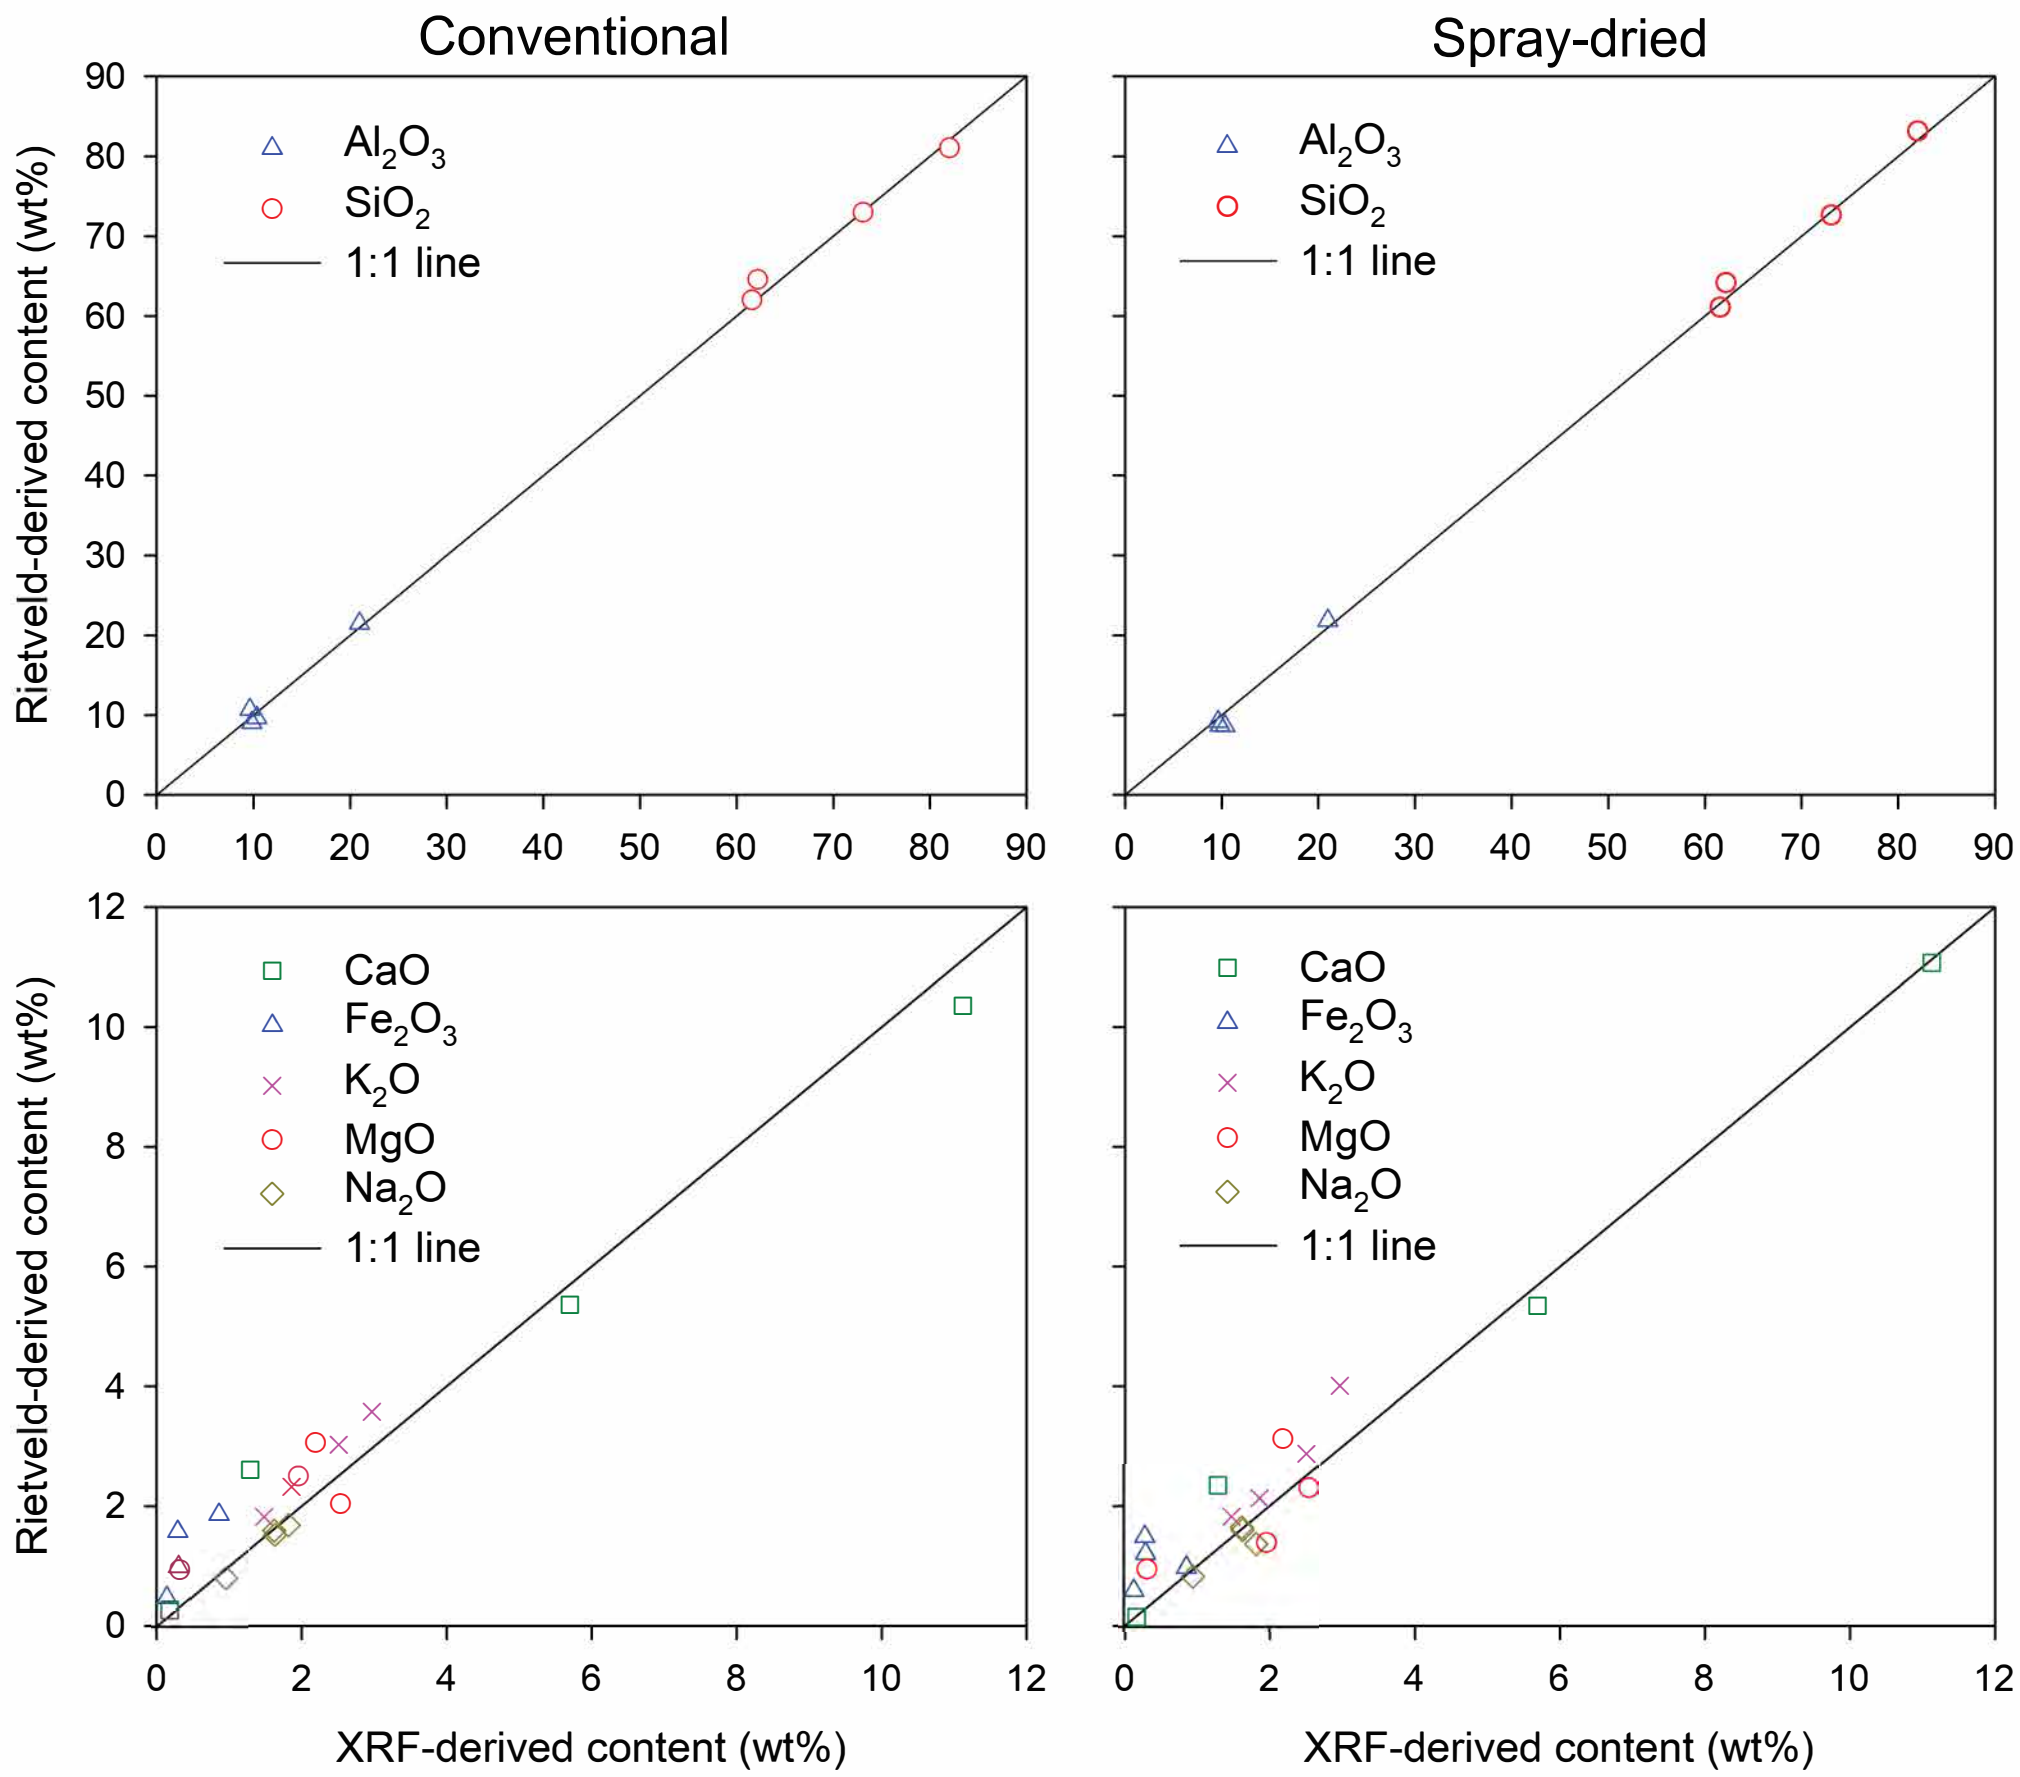 Conventional
Spray-dried
Rietveld-derived content (wt%)
90
80
70
60
50
40
30
20
10
0
Al₂O₃
SiO₂
1:1 line
0 10 20 30 40 50 60 70 80 90
Al₂O₃
SiO₂
1:1 line
0 10 20 30 40 50 60 70 80 90
Rietveld-derived content (wt%)
12
10
8
6
4
2
0
CaO
Fe₂O₃
K₂O
MgO
Na₂O
1:1 line
0 2 4 6 8 10 12
XRF-derived content (wt%)
CaO
Fe₂O₃
K₂O
MgO
Na₂O
1:1 line
0 2 4 6 8 10 12
XRF-derived content (wt%)